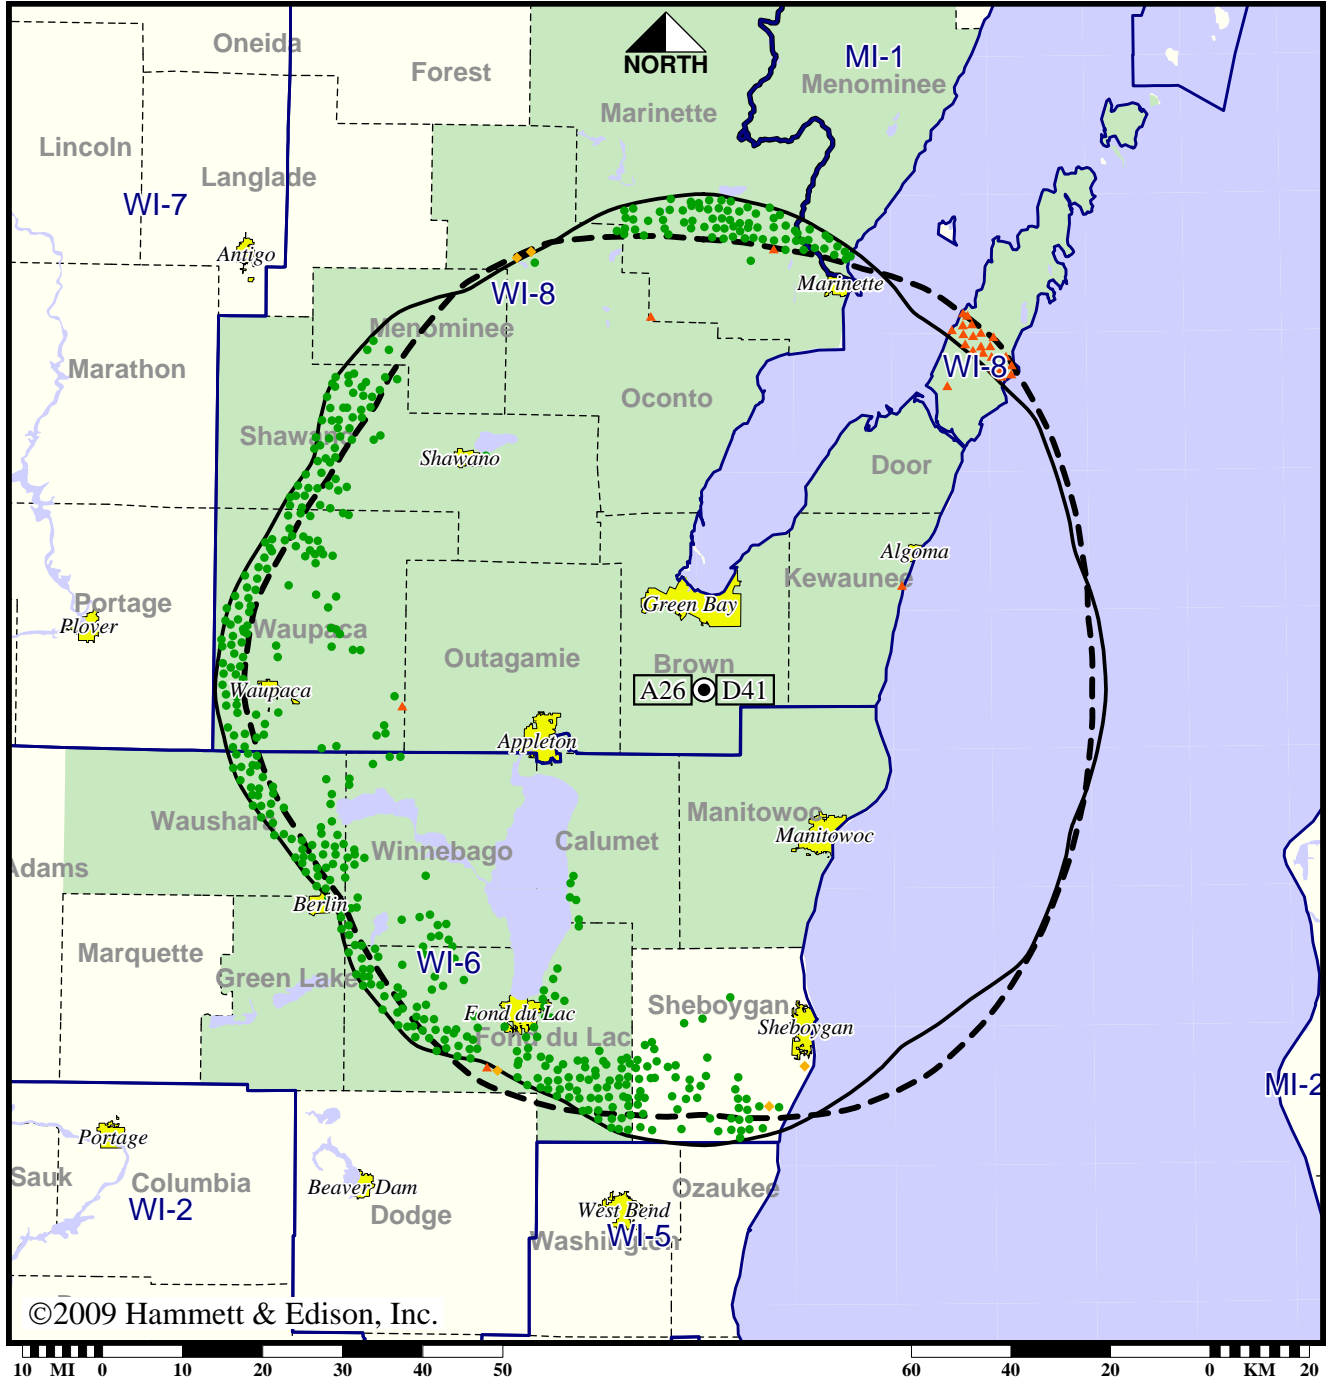 Oneida
Forest
NORTH
MI-1
Menominee
Marinette
Lincoln
Langlade
WI-7
Antigo
WI-8
Marinette
Menominee
Marathon
WI-8
Oconto
Shawano
Shawano
Door
Algoma
Kewaunee
Portage
Plover
Green Bay
Waupaca
Outagamie
Brown
A26 D41
Waupaca
Appleton
Waushara
Manitowoc
Manitowoc
Calumet
Winnebago
Adams
Berlin
Marquette
WI-6
Green Lake
Sheboygan
Fond du Lac
Sheboygan
Fond du Lac
MI-2
Portage
Sauk
Columbia
Beaver Dam
Ozaukee
WI-2
Dodge
West Bend
WI-5
Washington
©2009 Hammett & Edison, Inc.
10 MI 0 10 20 30 40 50 60 40 20 0 KM 20